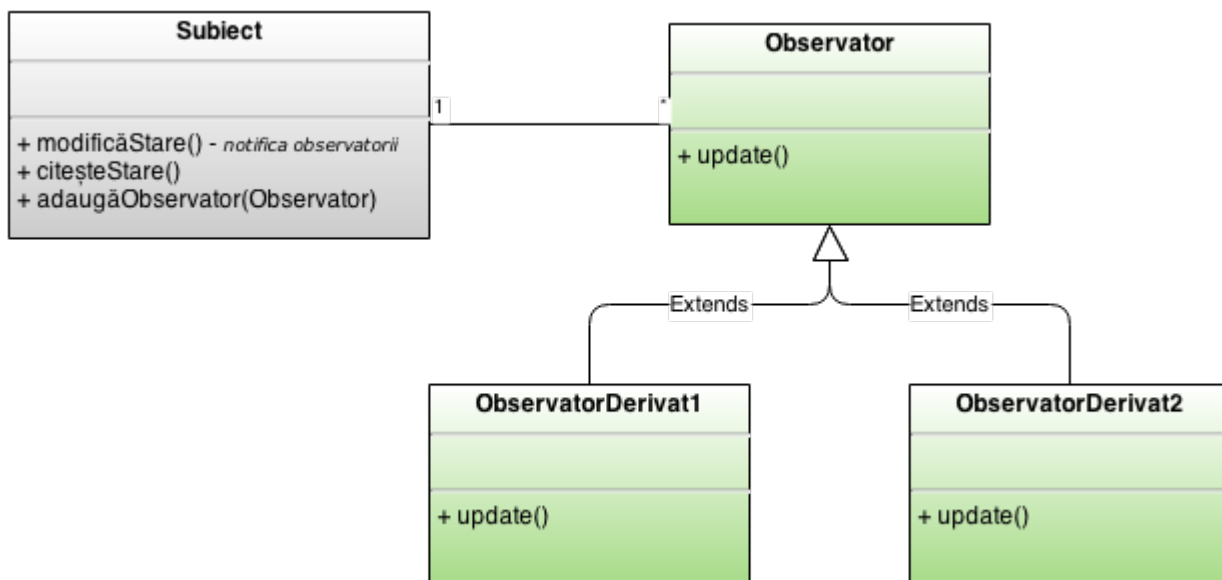 Subiect
+ modificăStare() - notifica observatorii
+ citeșteStare()
+ adaugăObservator(Observator)
1
*
Observator
+ update()
Extends
Extends
ObservatorDerivat1
+ update()
ObservatorDerivat2
+ update()